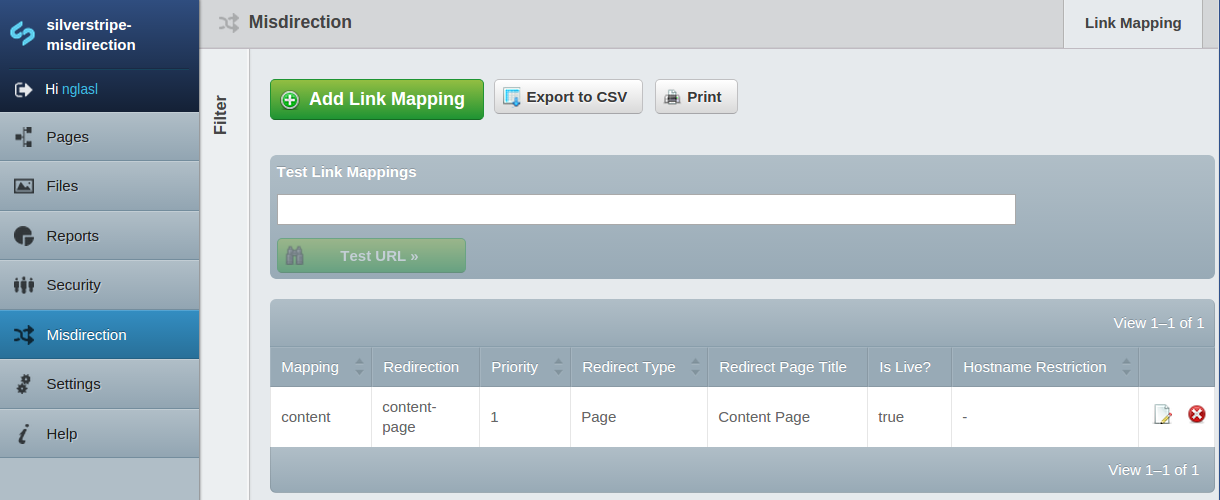 silverstripe-
misdirection
Hi nglasl
Pages
Files
Reports
Security
Misdirection
Settings
Help
Misdirection
Link Mapping
Filter
Add Link Mapping
Export to CSV
Print
Test Link Mappings
Test URL »
View 1–1 of 1
Mapping Redirection Priority Redirect Type Redirect Page Title Is Live? Hostname Restriction
content content-page 1 Page Content Page true -
View 1–1 of 1